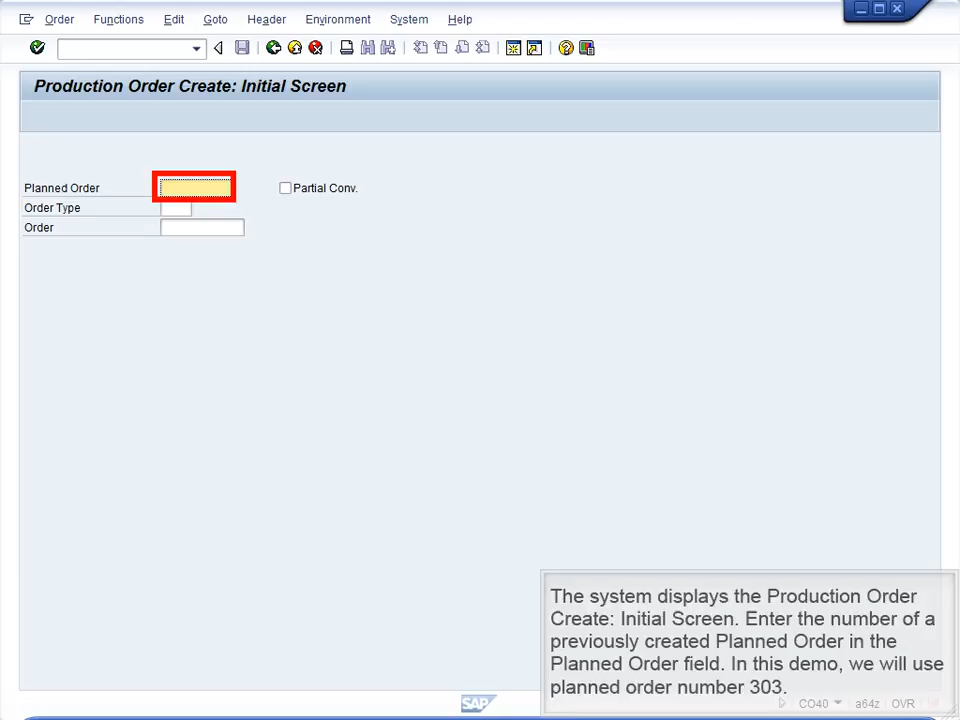 Order Functions Edit Goto Header Environment System Help
Production Order Create: Initial Screen
Planned Order Partial Conv.
Order Type
Order
The system displays the Production Order
Create: Initial Screen. Enter the number of a
previously created Planned Order in the
Planned Order field. In this demo, we will use
planned order number 303.
SAP CO40 a64z OVR